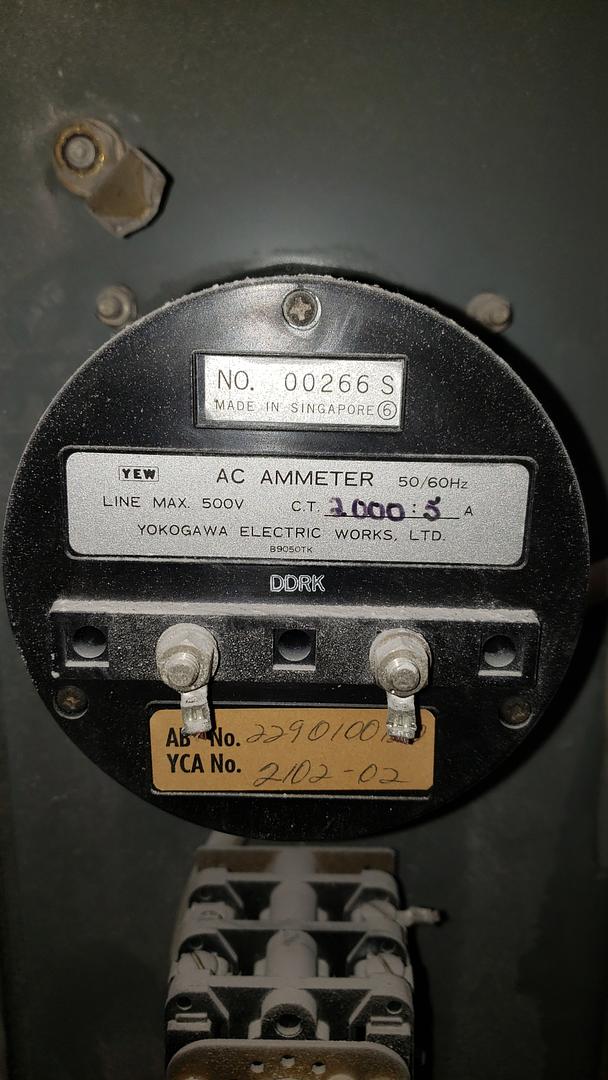 NO. 00266 S
MADE IN SINGAPORE 6
YEW AC AMMETER 50/60Hz
LINE MAX. 500V C.T. 2000:5 A
YOKOGAWA ELECTRIC WORKS, LTD.
B9050TK
DDRK
AB No.
YCA No. 2102-02